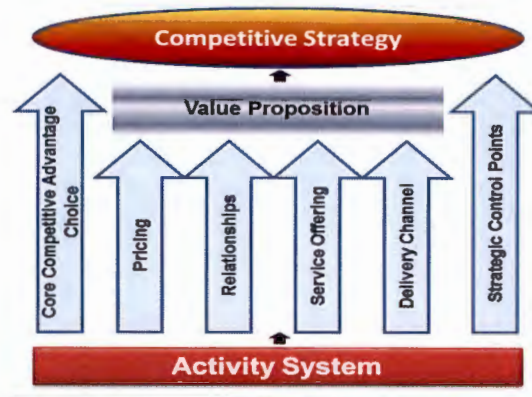 Competitive Strategy
Value Proposition
Core Competitive Advantage
Choice
Pricing
Relationships
Service Offering
Delivery Channel
Strategic Control Points
Activity System